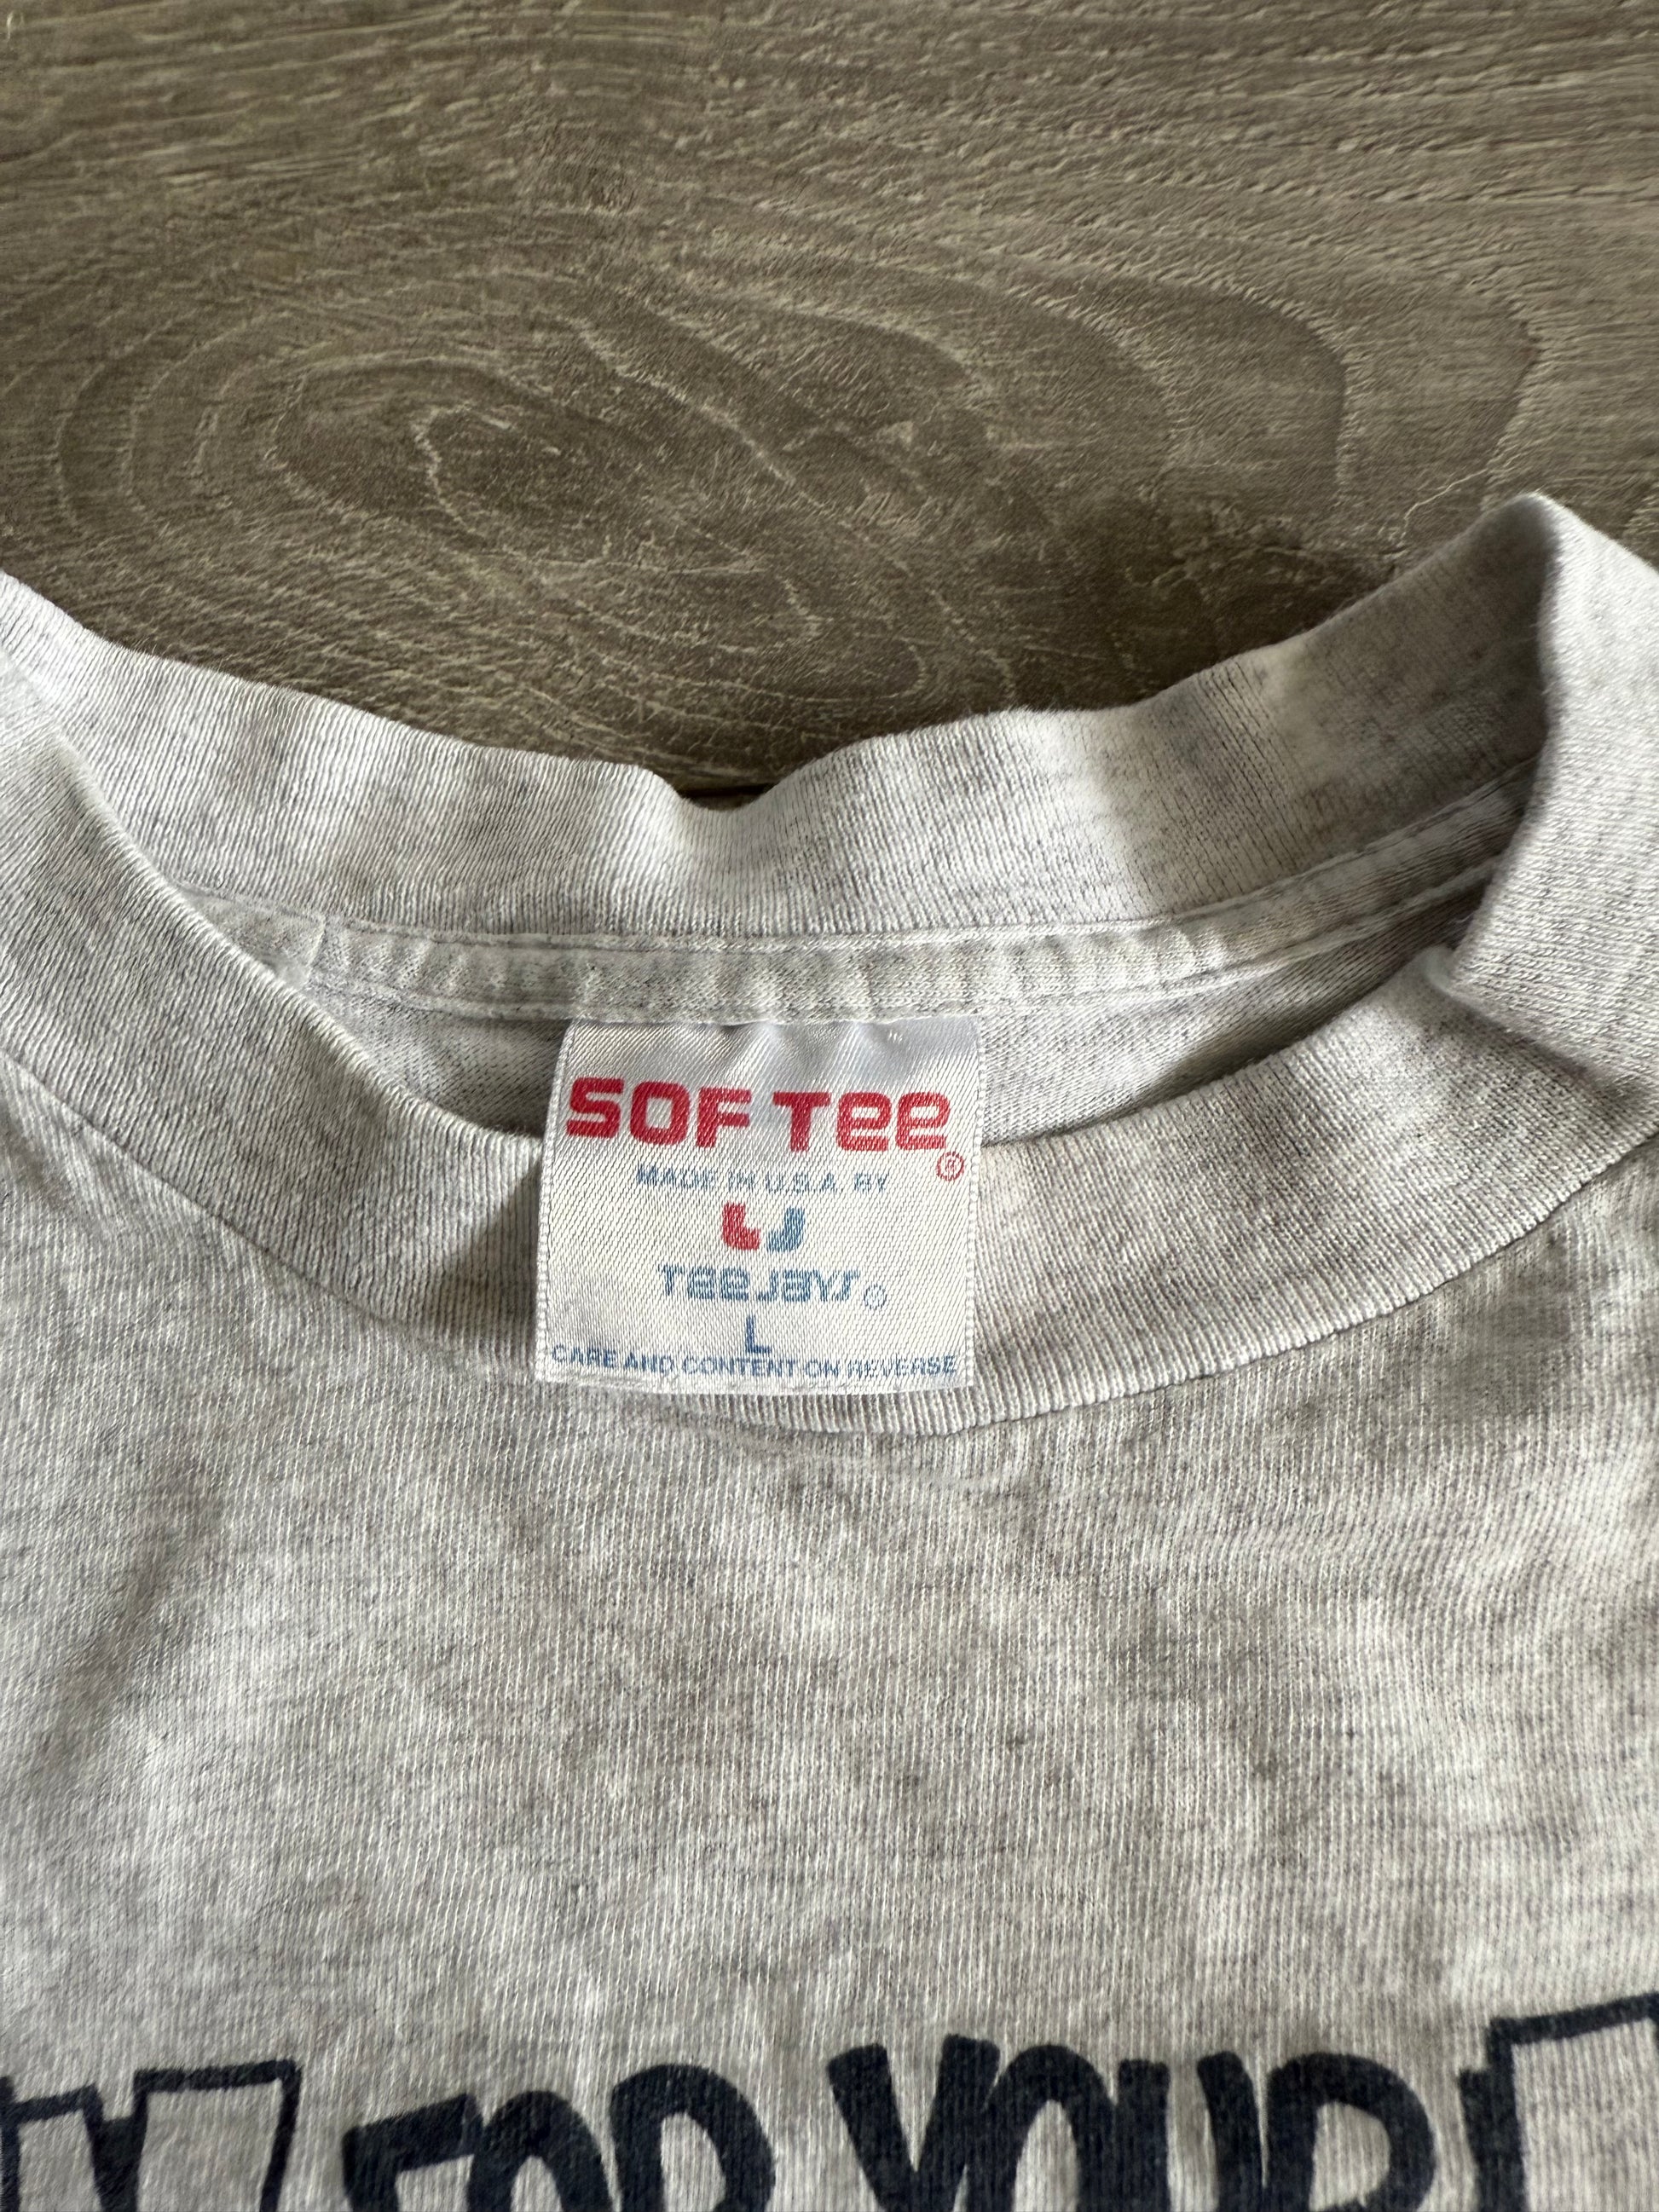 SOF TEE®
MADE IN U.S.A. BY
TEE JAYS®
L
CARE AND CONTENT ON REVERSE
FOR YOUR